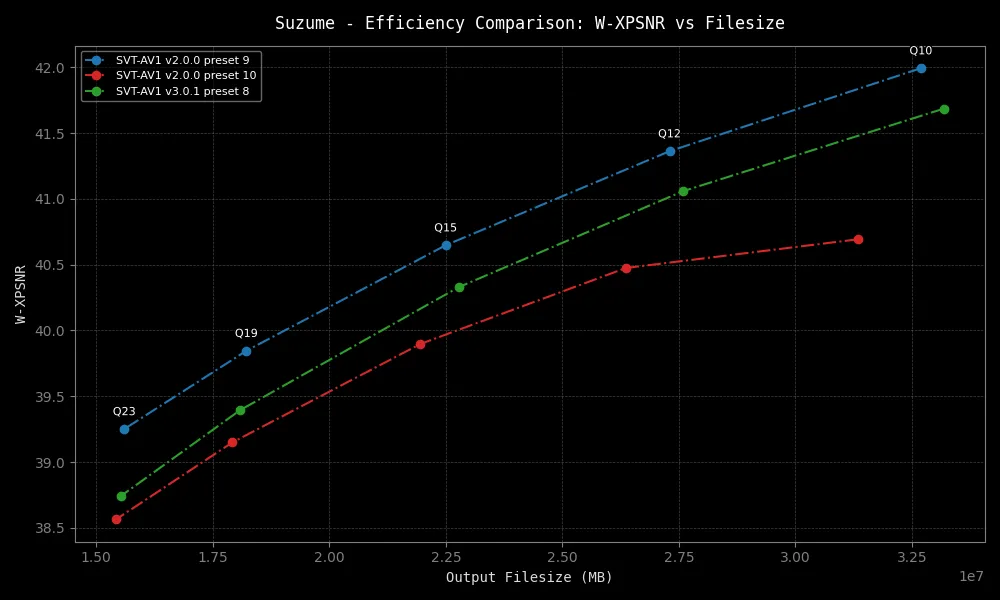 Suzume - Efficiency Comparison: W-XPSNR vs Filesize
SVT-AV1 v2.0.0 preset 9
SVT-AV1 v2.0.0 preset 10
SVT-AV1 v3.0.1 preset 8
Q10
Q12
Q15
Q19
Q23
42.0
41.5
41.0
40.5
40.0
39.5
39.0
38.5
W-XPSNR
1.50 1.75 2.00 2.25 2.50 2.75 3.00 3.25
1e7
Output Filesize (MB)